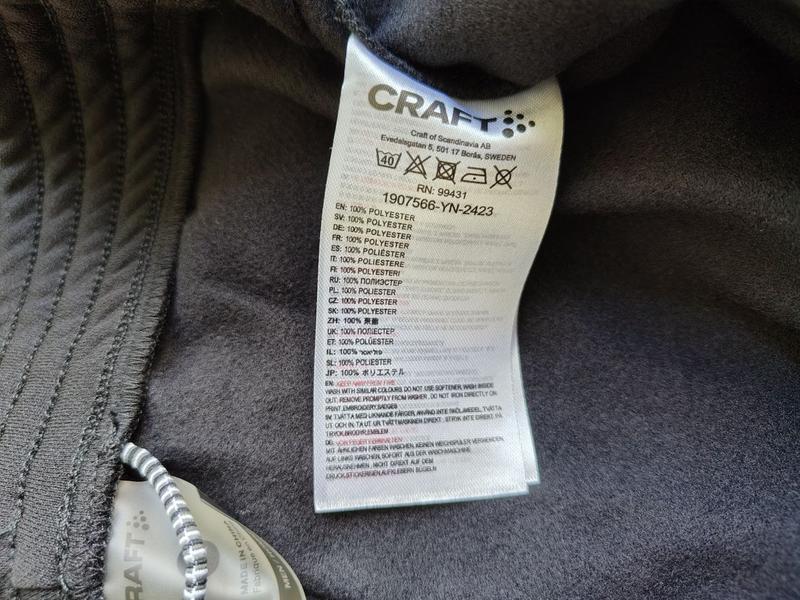 CRAFT
Craft of Scandinavia AB
Evedalsgatan 5, 501 17 Borås, SWEDEN
40
RN: 99431
1907566-YN-2423
EN: 100% POLYESTER
SV: 100% POLYESTER
DE: 100% POLYESTER
FR: 100% POLYESTER
ES: 100% POLIÉSTER
IT: 100% POLIESTERE
FI: 100% POLYESTERI
RU: 100% ПОЛИЭСТЕР
PL: 100% POLIESTER
CZ: 100% POLYESTER
SK: 100% POLYESTER
ZH: 100%
UK: 100% ПОЛІЕСТЕР
ET: 100% POLÜESTER
IL: 100% פוליאסטר
SL: 100% POLIESTER
JP: 100% ポリエステル
EN: KEEP AWAY FROM FIRE
WASH WITH SIMILAR COLOURS, DO NOT USE SOFTENER, WASH INSIDE
OUT, REMOVE PROMPTLY FROM WASHER, DO NOT IRON DIRECTLY ON
PRINT,EMBROIDERY,BADGES
SV: TVÄTTA MED LIKNANDE FÄRGER, ANVÄND INTE SKÖLJMEDEL, TVÄTTA
UT OCH IN, TA UT UR TVÄTTMASKINEN DIREKT, STRYK INTE DIREKT PÅ
TRYCK,BRODYR,EMBLEM
DE: VON FEUER FERNHALTEN
MIT ÄHNLICHEN FARBEN WASCHEN, KEINEN WEICHSPÜLER VERWENDEN,
AUF LINKS WASCHEN, SOFORT AUS DER WASCHMASCHINE
HERAUSNEHMEN, NICHT DIREKT AUF DEM
DRUCK,STICKEREIEN,AUFKLEBERN BÜGELN
CRAFT
MADE IN
Fabriqué en
MEN